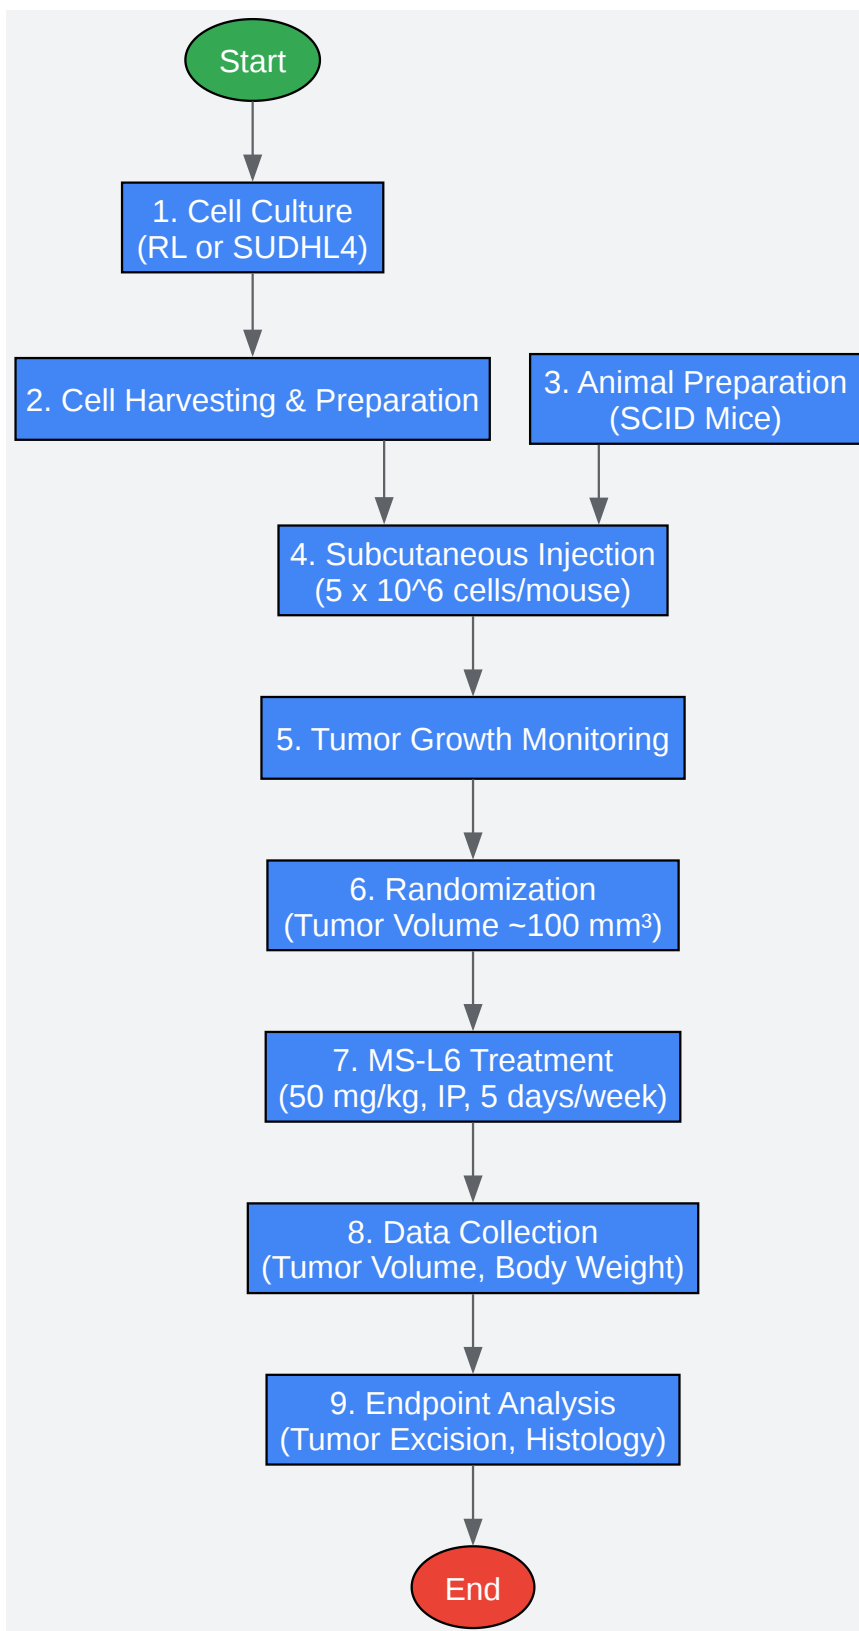 Start
1. Cell Culture
(RL or SUDHL4)
2. Cell Harvesting & Preparation
3. Animal Preparation
(SCID Mice)
4. Subcutaneous Injection
(5 x 10^6 cells/mouse)
5. Tumor Growth Monitoring
6. Randomization
(Tumor Volume ~100 mm³)
7. MS-L6 Treatment
(50 mg/kg, IP, 5 days/week)
8. Data Collection
(Tumor Volume, Body Weight)
9. Endpoint Analysis
(Tumor Excision, Histology)
End